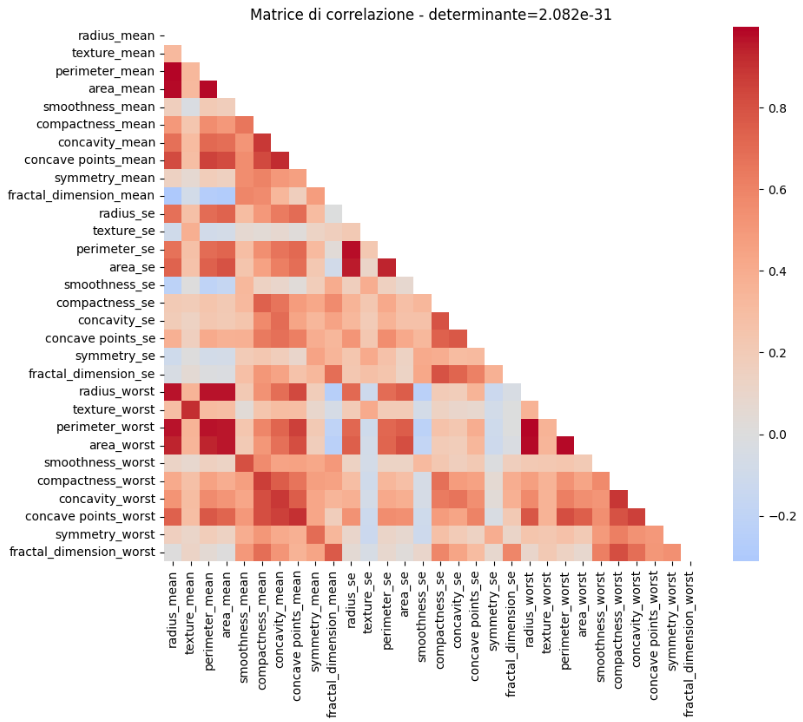 Matrice di correlazione - determinante=2.082e-31
radius_mean
texture_mean
perimeter_mean
area_mean
smoothness_mean
compactness_mean
concavity_mean
concave points_mean
symmetry_mean
fractal_dimension_mean
radius_se
texture_se
perimeter_se
area_se
smoothness_se
compactness_se
concavity_se
concave points_se
symmetry_se
fractal_dimension_se
radius_worst
texture_worst
perimeter_worst
area_worst
smoothness_worst
compactness_worst
concavity_worst
concave points_worst
symmetry_worst
fractal_dimension_worst
radius_mean
texture_mean
perimeter_mean
area_mean
smoothness_mean
compactness_mean
concavity_mean
concave points_mean
symmetry_mean
fractal_dimension_mean
radius_se
texture_se
perimeter_se
area_se
smoothness_se
compactness_se
concavity_se
concave points_se
symmetry_se
fractal_dimension_se
radius_worst
texture_worst
perimeter_worst
area_worst
smoothness_worst
compactness_worst
concavity_worst
concave points_worst
symmetry_worst
fractal_dimension_worst
0.8
0.6
0.4
0.2
0.0
−0.2